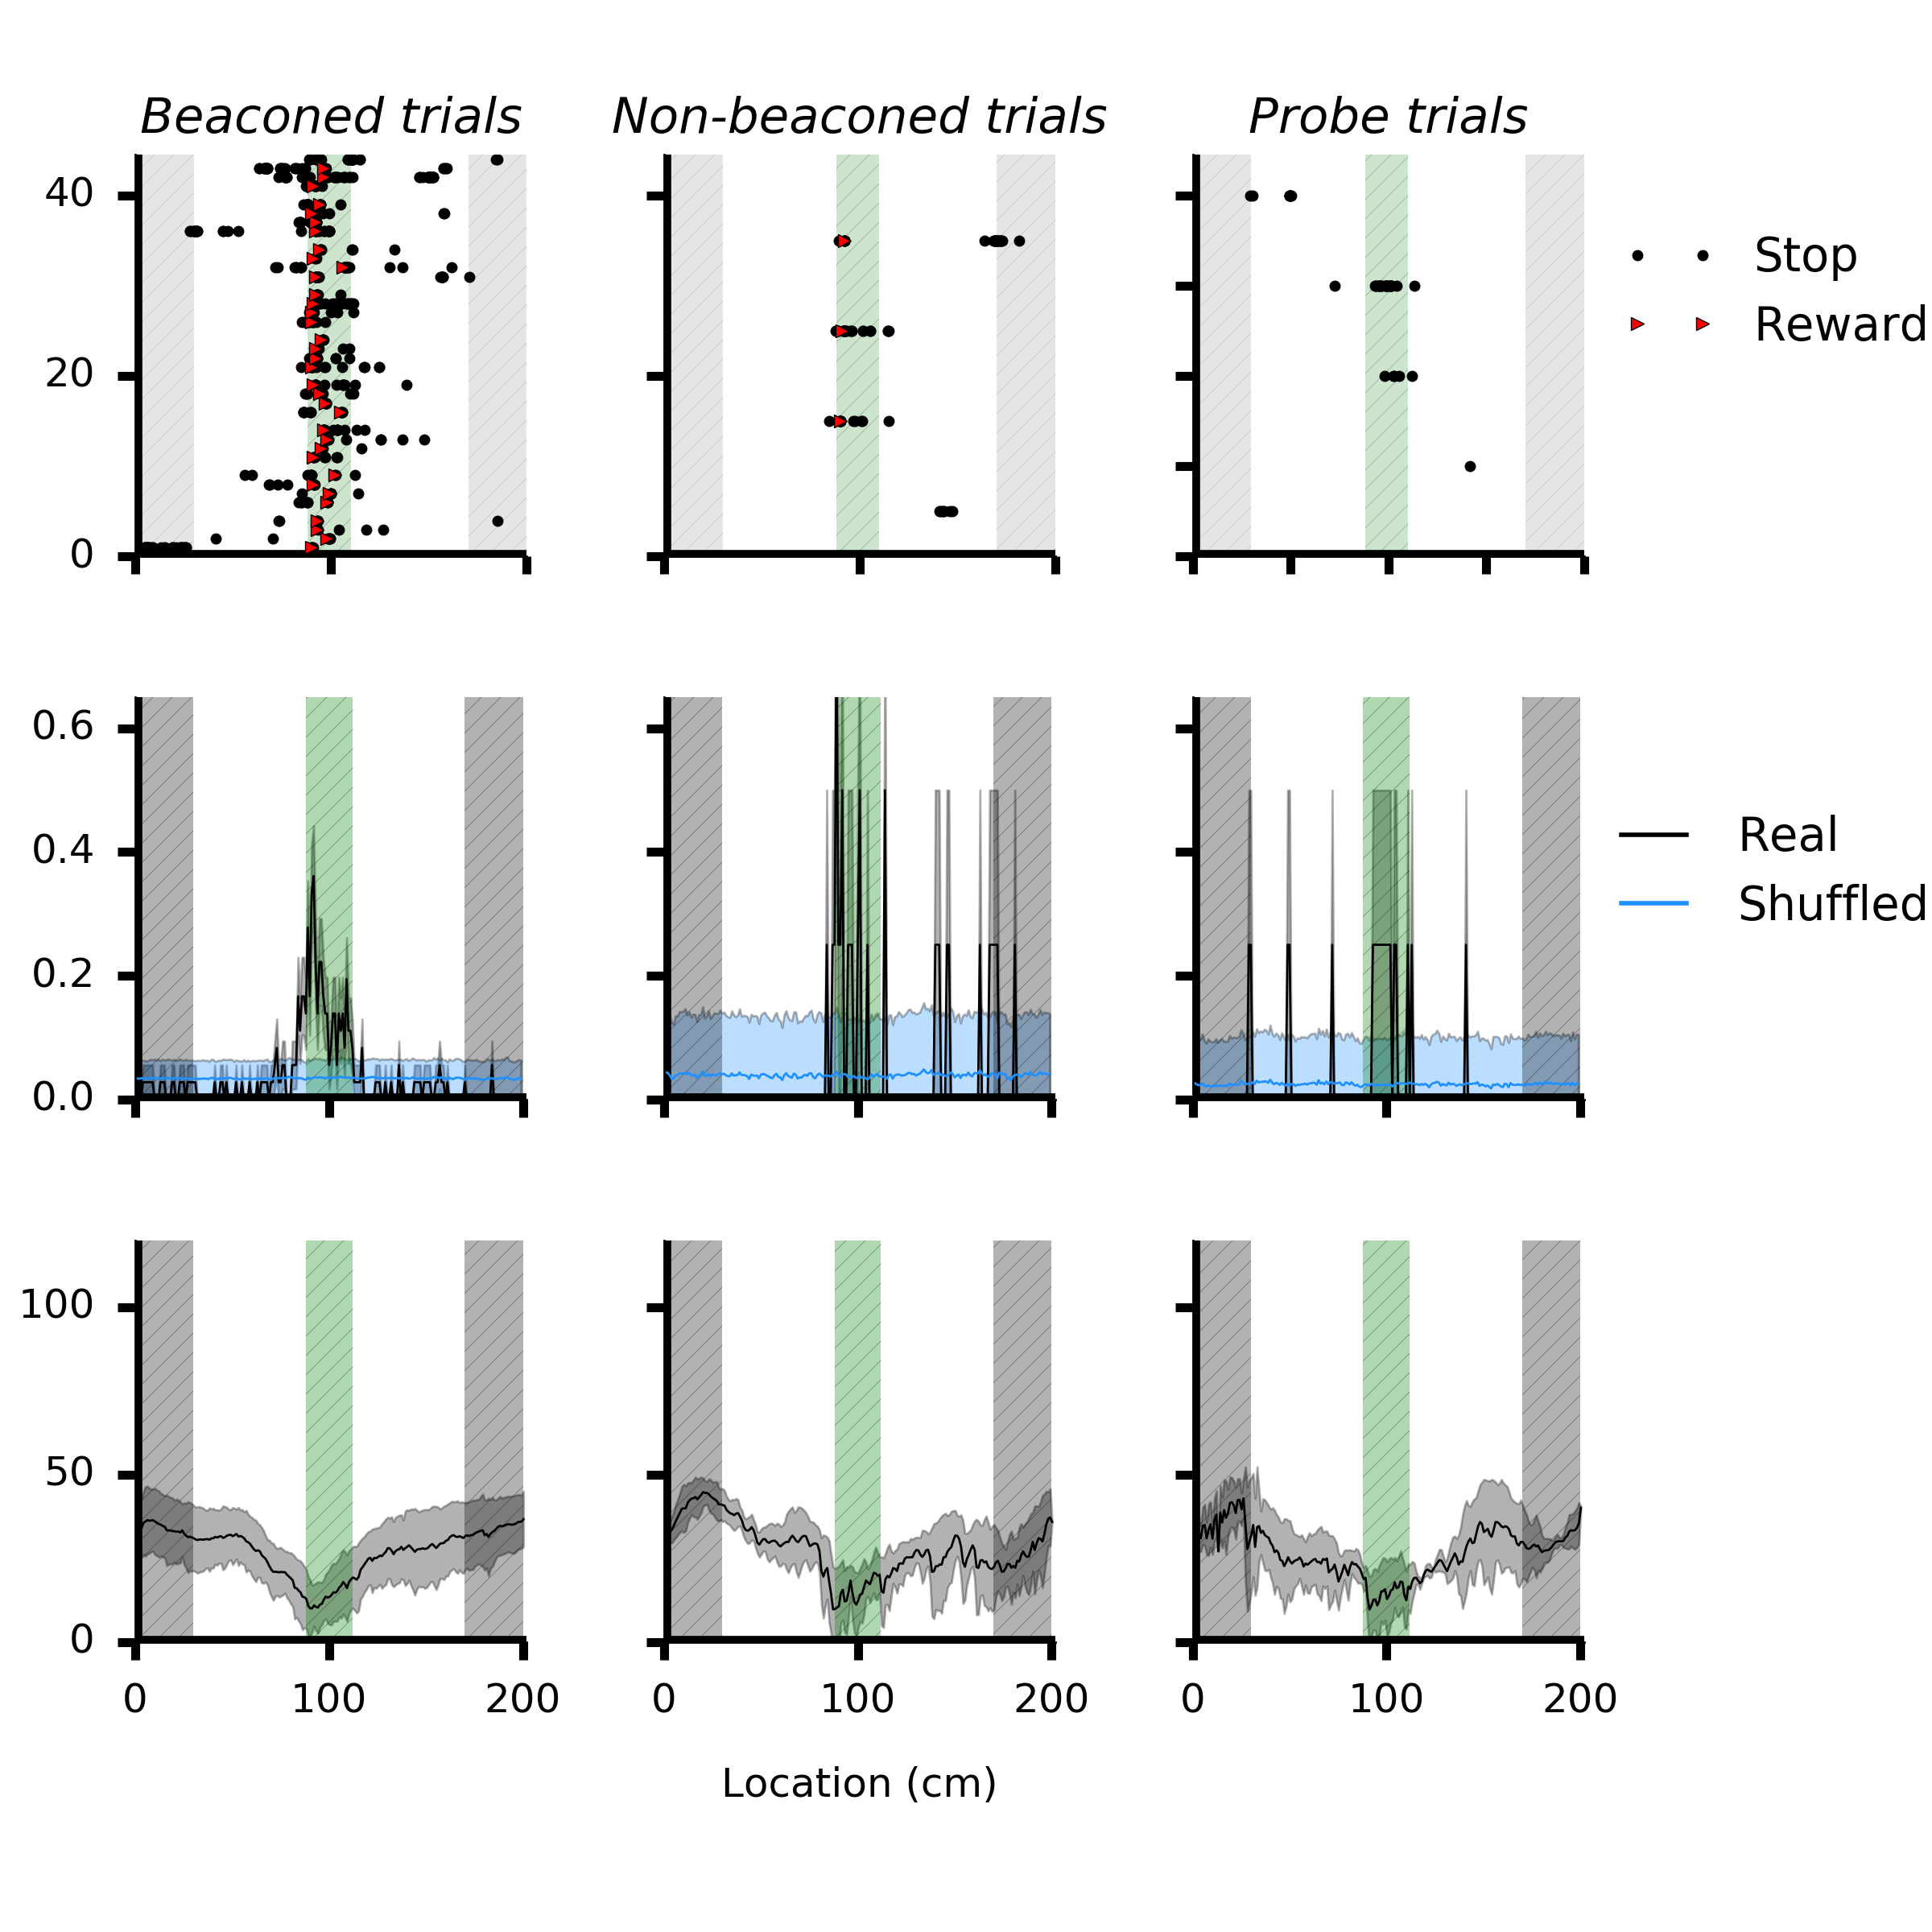 Beaconed trials Non-beaconed trials Probe trials
40
20
0
Stop
Reward
0.6
0.4
0.2
0.0
Real
Shuffled
100
50
0
0 100 200 0 100 200 0 100 200
Location (cm)